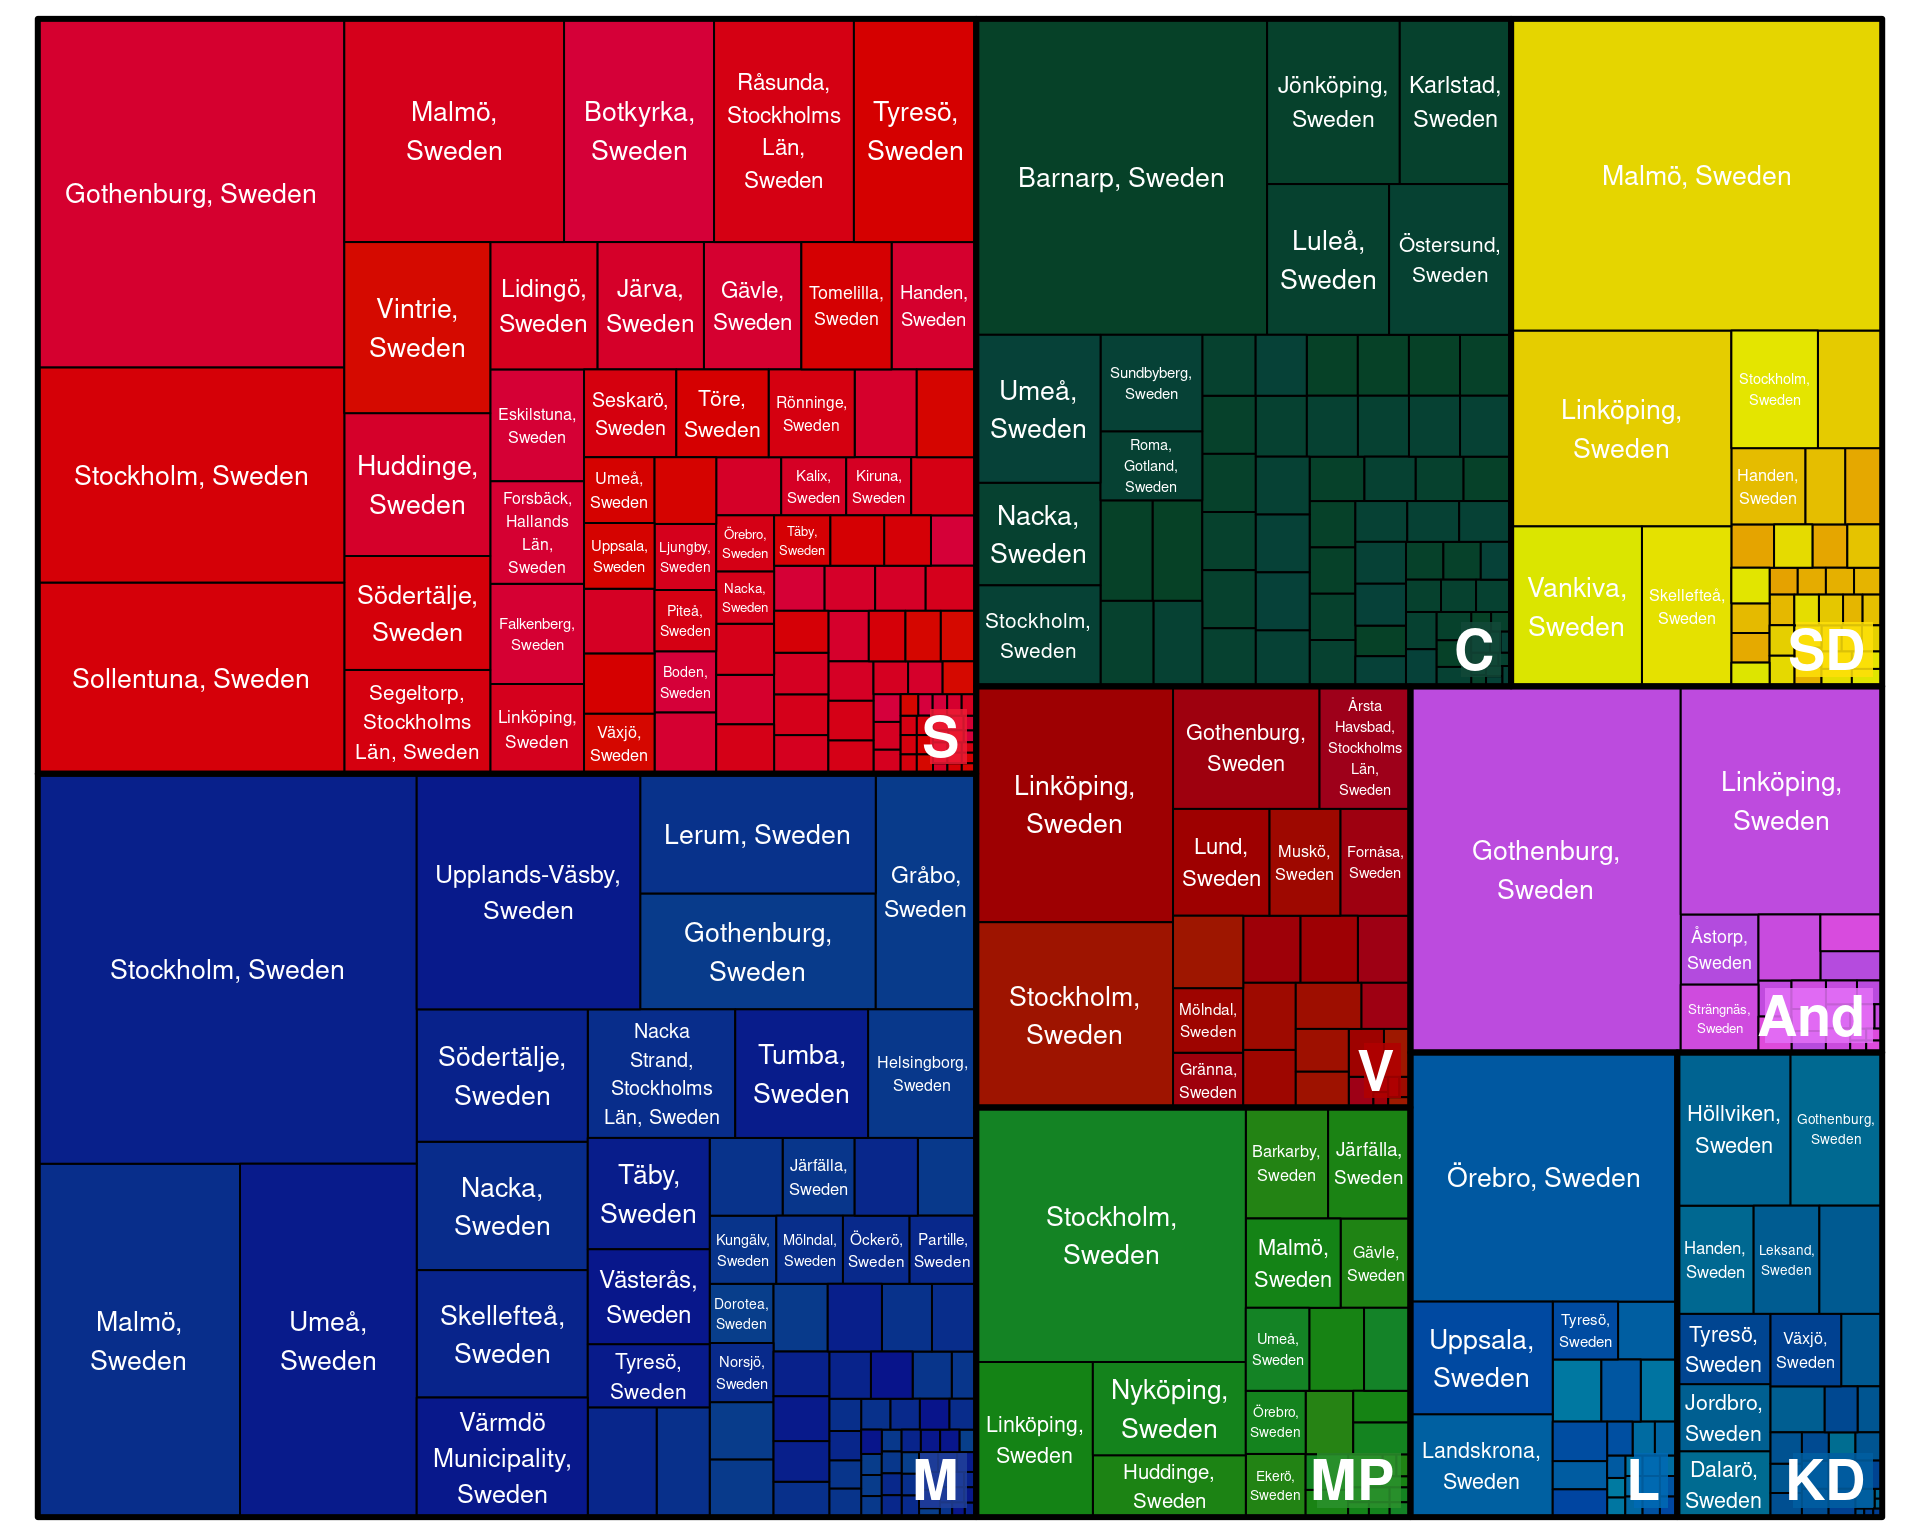 Gothenburg, Sweden
Stockholm, Sweden
Sollentuna, Sweden
Malmö,
Sweden
Botkyrka,
Sweden
Råsunda,
Stockholms
Län,
Sweden
Tyresö,
Sweden
Vintrie,
Sweden
Huddinge,
Sweden
Södertälje,
Sweden
Segeltorp,
Stockholms
Län, Sweden
Lidingö,
Sweden
Järva,
Sweden
Gävle,
Sweden
Tomelilla,
Sweden
Handen,
Sweden
Eskilstuna,
Sweden
Forsbäck,
Hallands
Län,
Sweden
Falkenberg,
Sweden
Linköping,
Sweden
Seskarö,
Sweden
Töre,
Sweden
Rönninge,
Sweden
Umeå,
Sweden
Uppsala,
Sweden
Växjö,
Sweden
Ljungby,
Sweden
Piteå,
Sweden
Boden,
Sweden
Kalix,
Sweden
Kiruna,
Sweden
Örebro,
Sweden
Täby,
Sweden
Nacka,
Sweden
S
Barnarp, Sweden
Jönköping,
Sweden
Karlstad,
Sweden
Luleå,
Sweden
Östersund,
Sweden
Umeå,
Sweden
Nacka,
Sweden
Stockholm,
Sweden
Sundbyberg,
Sweden
Roma,
Gotland,
Sweden
C
Malmö, Sweden
Linköping,
Sweden
Stockholm,
Sweden
Handen,
Sweden
Vankiva,
Sweden
Skellefteå,
Sweden
SD
Stockholm, Sweden
Malmö,
Sweden
Umeå,
Sweden
Upplands-Väsby,
Sweden
Lerum, Sweden
Gothenburg,
Sweden
Gråbo,
Sweden
Södertälje,
Sweden
Nacka,
Sweden
Skellefteå,
Sweden
Värmdö
Municipality,
Sweden
Nacka
Strand,
Stockholms
Län, Sweden
Tumba,
Sweden
Helsingborg,
Sweden
Täby,
Sweden
Västerås,
Sweden
Tyresö,
Sweden
Järfälla,
Sweden
Kungälv,
Sweden
Mölndal,
Sweden
Öckerö,
Sweden
Partille,
Sweden
Dorotea,
Sweden
Norsjö,
Sweden
M
Linköping,
Sweden
Stockholm,
Sweden
Gothenburg,
Sweden
Årsta
Havsbad,
Stockholms
Län,
Sweden
Lund,
Sweden
Muskö,
Sweden
Fornåsa,
Sweden
Mölndal,
Sweden
Gränna,
Sweden
V
Gothenburg,
Sweden
Linköping,
Sweden
Åstorp,
Sweden
Strängnäs,
Sweden
And
Stockholm,
Sweden
Linköping,
Sweden
Nyköping,
Sweden
Huddinge,
Sweden
Barkarby,
Sweden
Järfälla,
Sweden
Malmö,
Sweden
Gävle,
Sweden
Umeå,
Sweden
Örebro,
Sweden
Ekerö,
Sweden
MP
Örebro, Sweden
Uppsala,
Sweden
Landskrona,
Sweden
Tyresö,
Sweden
L
Höllviken,
Sweden
Gothenburg,
Sweden
Handen,
Sweden
Leksand,
Sweden
Tyresö,
Sweden
Växjö,
Sweden
Jordbro,
Sweden
Dalarö,
Sweden
KD